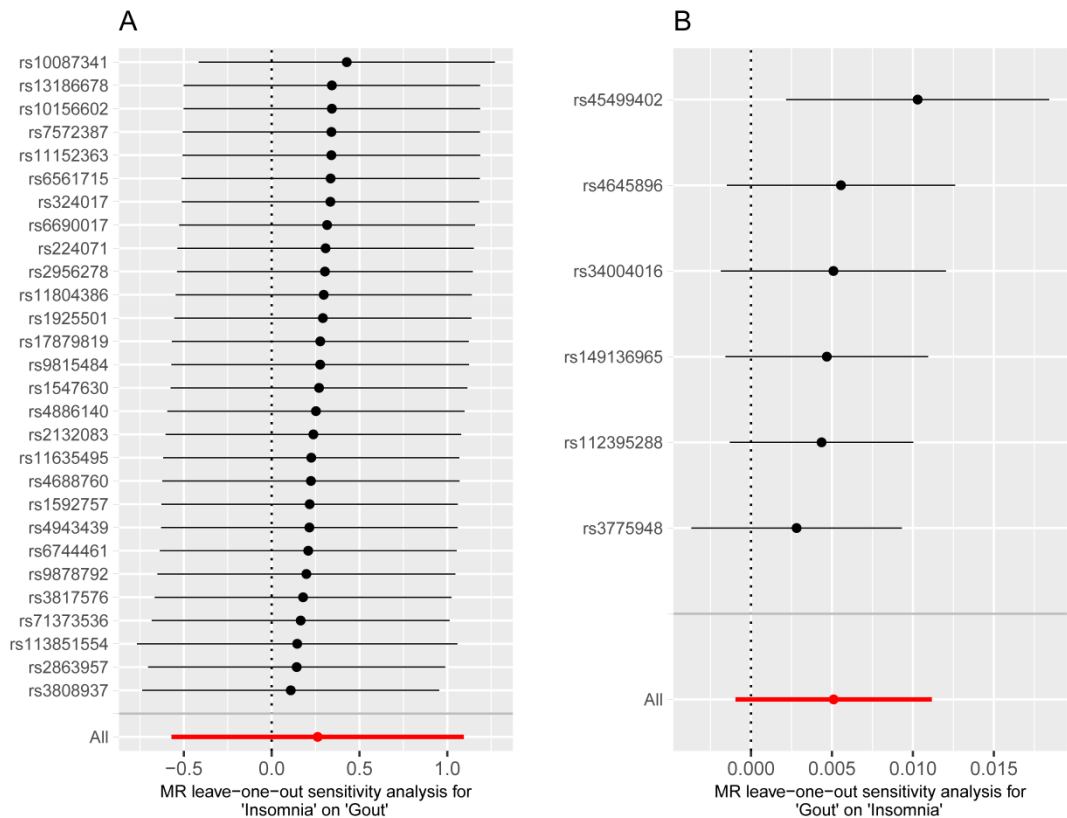 A
rs10087341
rs13186678
rs10156602
rs7572387
rs11152363
rs6561715
rs324017
rs6690017
rs224071
rs2956278
rs11804386
rs1925501
rs17879819
rs9815484
rs1547630
rs4886140
rs2132083
rs11635495
rs4688760
rs1592757
rs4943439
rs6744461
rs9878792
rs3817576
rs71373536
rs113851554
rs2863957
rs3808937
All
−0.5 0.0 0.5 1.0
MR leave−one−out sensitivity analysis for
'Insomnia' on 'Gout'
B
rs45499402
rs4645896
rs34004016
rs149136965
rs112395288
rs3775948
All
0.000 0.005 0.010 0.015
MR leave−one−out sensitivity analysis for
'Gout' on 'Insomnia'